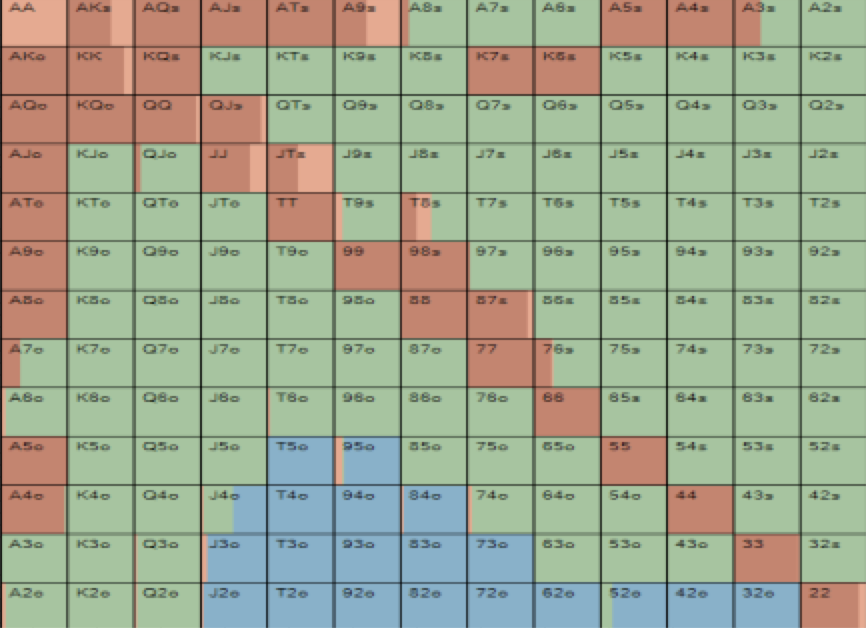 AA AKs AQs AJs ATs A9s A8s A7s A6s A5s A4s A3s A2s
AKo KK KQs KJs KTs K9s K8s K7s K6s K5s K4s K3s K2s
AQo KQo QQ QJs QTs Q9s Q8s Q7s Q6s Q5s Q4s Q3s Q2s
AJo KJo QJo JJ JTs J9s J8s J7s J6s J5s J4s J3s J2s
ATo KTo QTo JTo TT T9s T8s T7s T6s T5s T4s T3s T2s
A9o K9o Q9o J9o T9o 99 98s 97s 96s 95s 94s 93s 92s
A8o K8o Q8o J8o T8o 98o 88 87s 86s 85s 84s 83s 82s
A7o K7o Q7o J7o T7o 97o 87o 77 76s 75s 74s 73s 72s
A6o K6o Q6o J6o T6o 96o 86o 76o 66 65s 64s 63s 62s
A5o K5o Q5o J5o T5o 95o 85o 75o 65o 55 54s 53s 52s
A4o K4o Q4o J4o T4o 94o 84o 74o 64o 54o 44 43s 42s
A3o K3o Q3o J3o T3o 93o 83o 73o 63o 53o 43o 33 32s
A2o K2o Q2o J2o T2o 92o 82o 72o 62o 52o 42o 32o 22